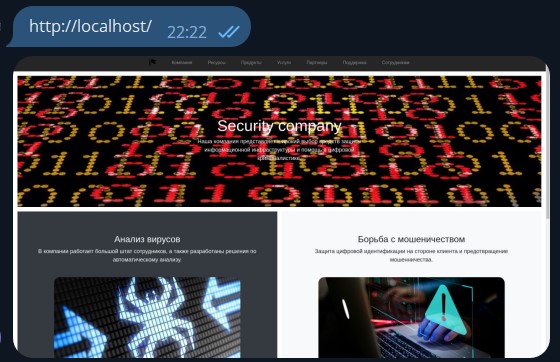 http://localhost/
22:22
Компания Ресурсы Продукты Услуги Партнеры Поддержка Сотрудникам
Security company
Наша компания представляет широкий выбор средств защиты
информационной инфраструктуры и помощь в цифровой
криминалистике.
Анализ вирусов
В компании работает большой штат сотрудников, а также разработаны решения по
автоматическому анализу.
Борьба с мошенничеством
Защита цифровой идентификации на стороне клиента и предотвращение
мошенничества.